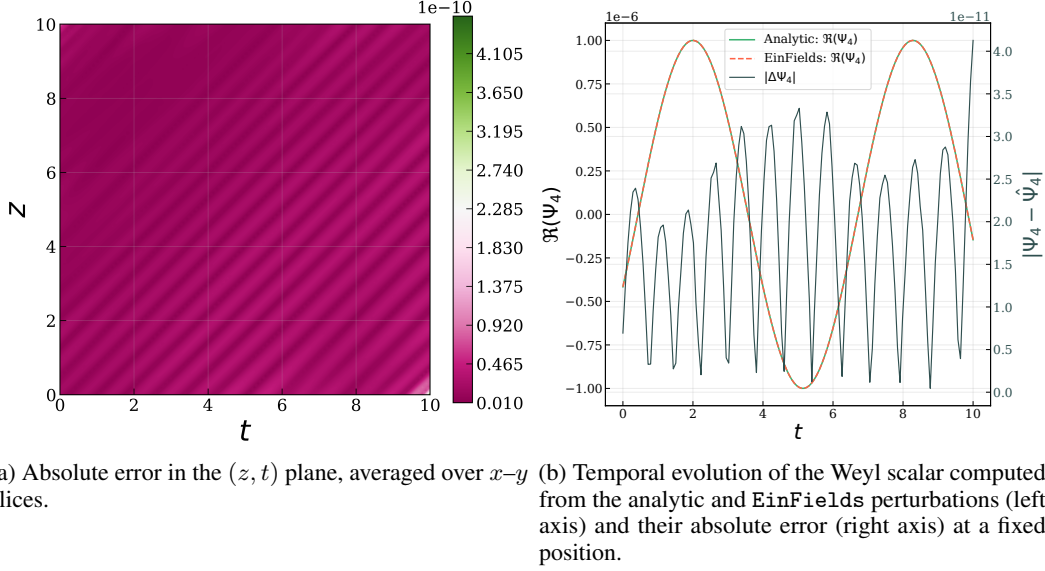 1e−10
10
8
6
4
2
0
0 2 4 6 8 10
z
t
4.105
3.650
3.195
2.740
2.285
1.830
1.375
0.920
0.465
0.010
1e−6
1e−11
1.00
0.75
0.50
0.25
0.00
−0.25
−0.50
−0.75
−1.00
ℜ(Ψ₄)
Analytic: ℜ(Ψ₄)
EinFields: ℜ(Ψ₄)
|ΔΨ₄|
4.0
3.5
3.0
2.5
2.0
1.5
1.0
0.5
0.0
|Ψ₄ − Ψ̂₄|
0 2 4 6 8 10
t
a) Absolute error in the (z, t) plane, averaged over x–y
lices.
(b) Temporal evolution of the Weyl scalar computed
from the analytic and EinFields perturbations (left
axis) and their absolute error (right axis) at a fixed
position.